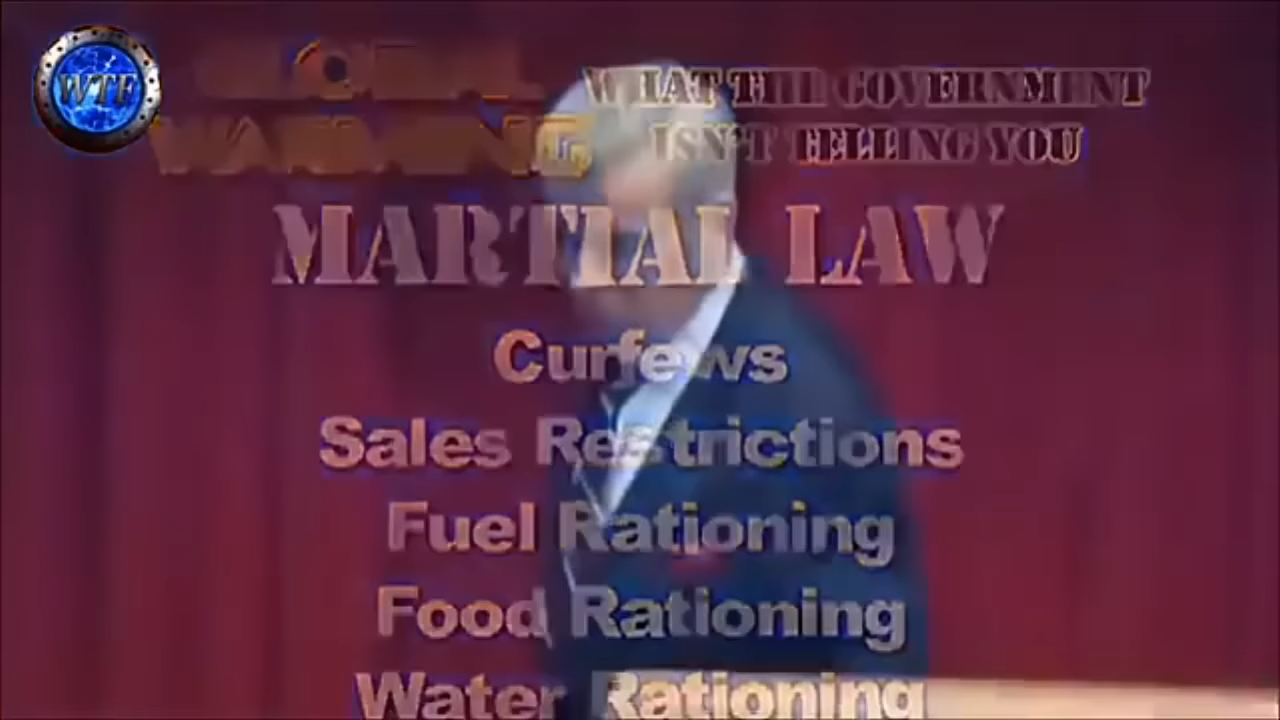 WTF
GLOBAL
WARNING
WHAT THE GOVERNMENT
ISN'T TELLING YOU
MARTIAL LAW
Curfews
Sales Restrictions
Fuel Rationing
Food Rationing
Water Rationing